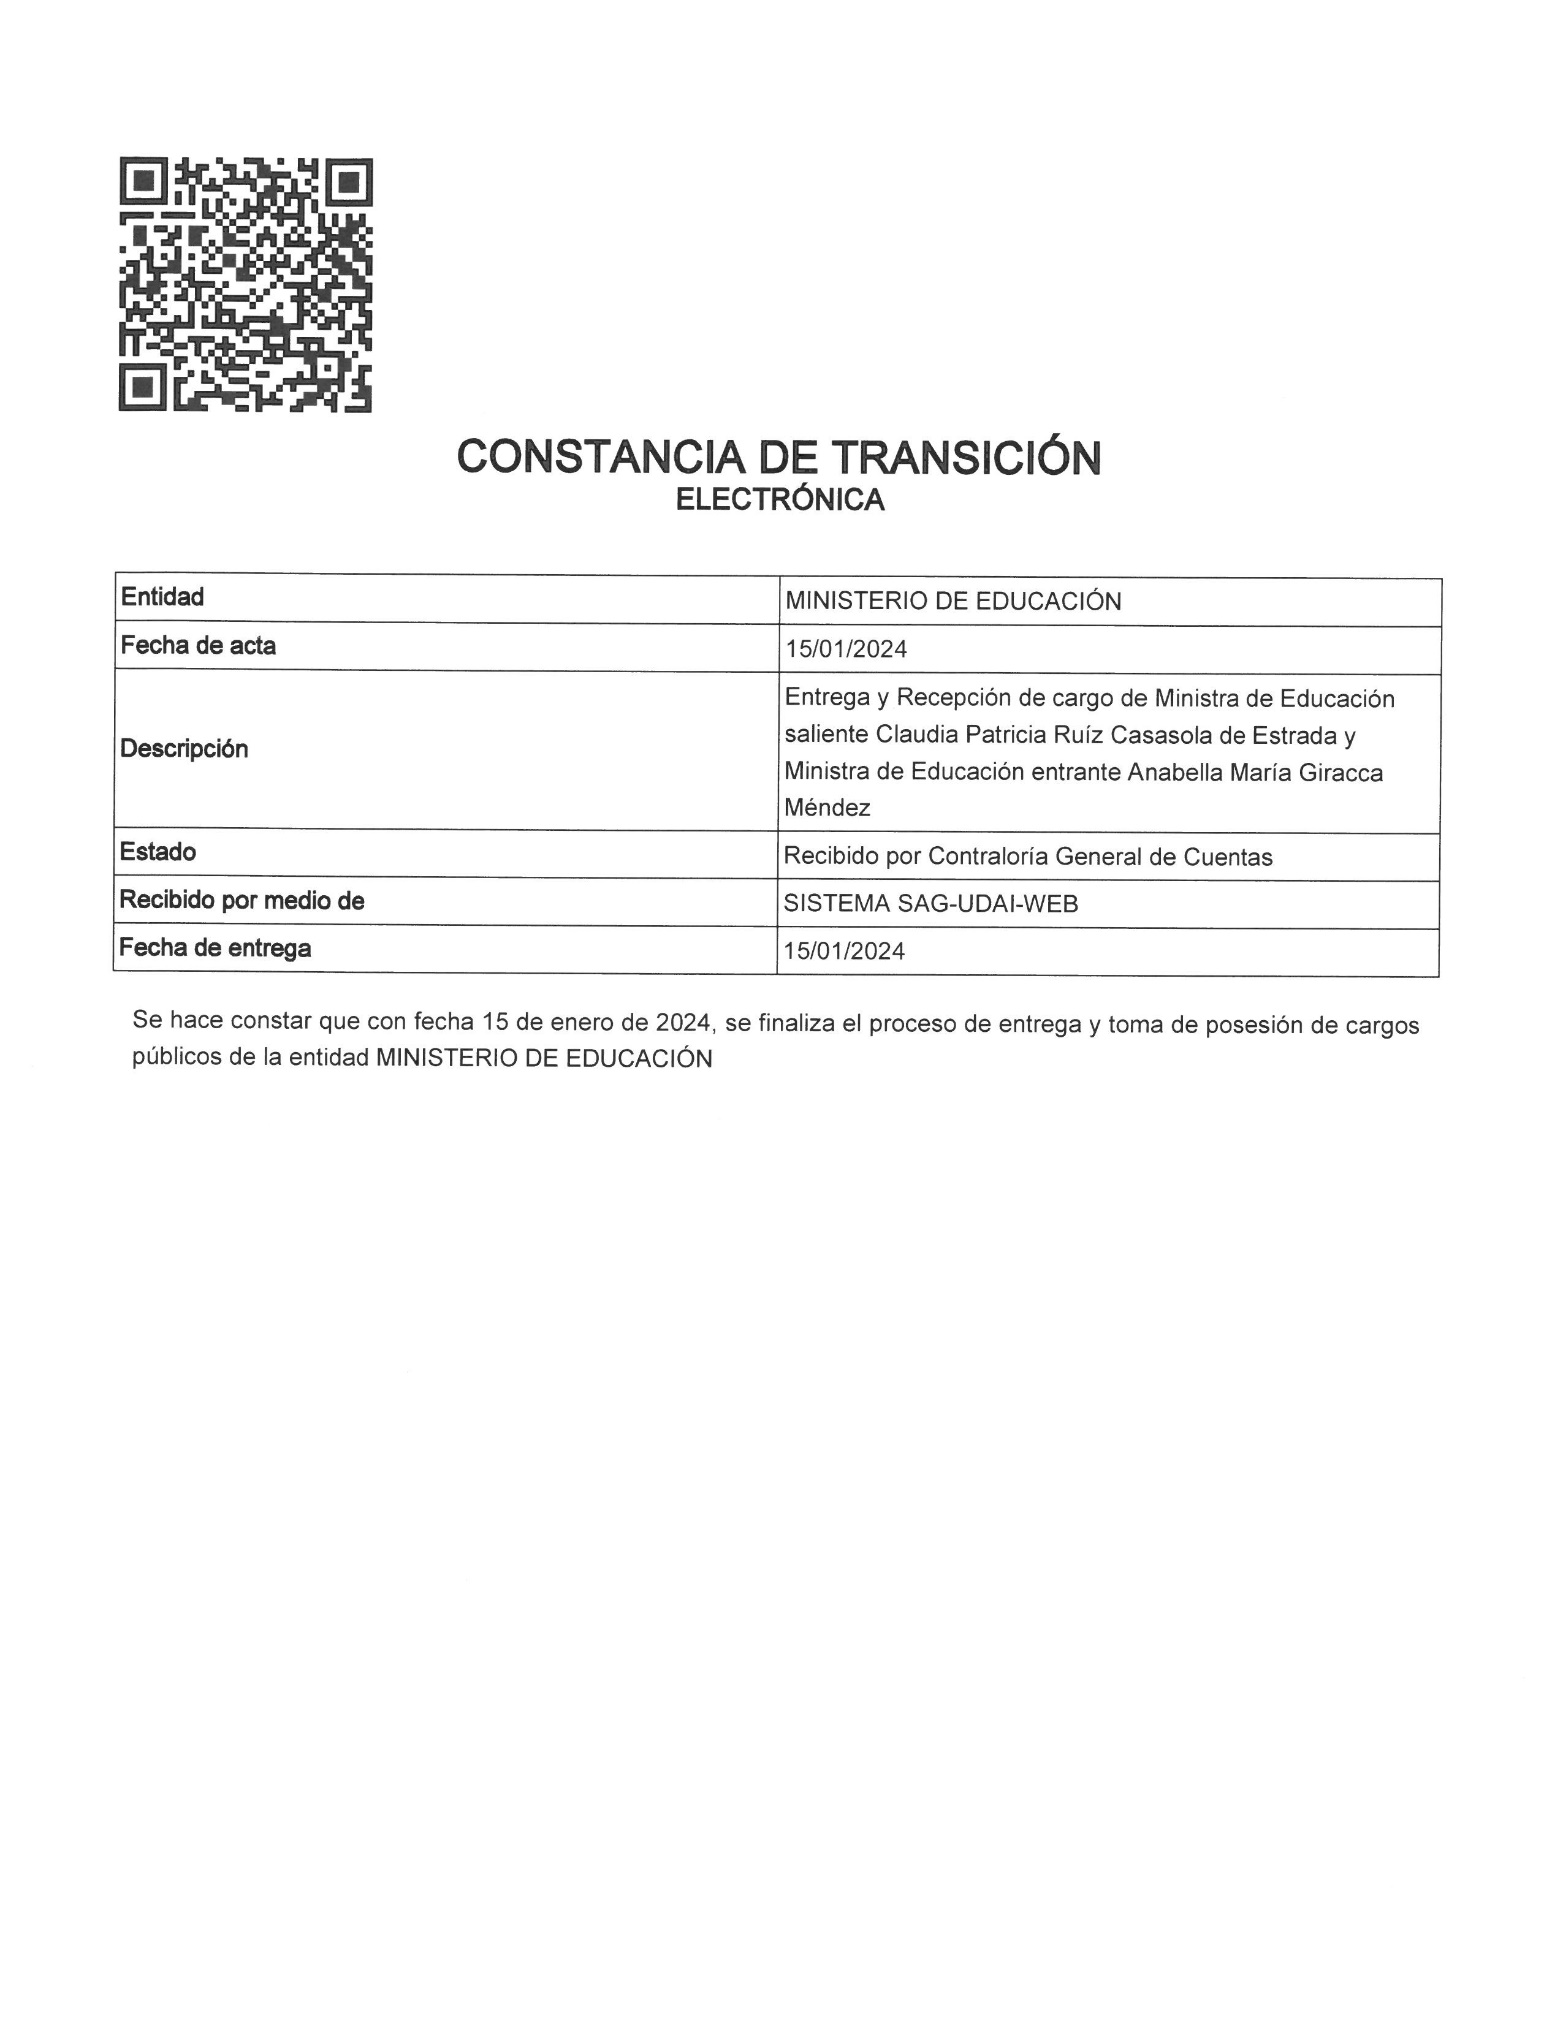 CONSTANCIA DE TRANSICIÓN
ELECTRÓNICA
Entidad
MINISTERIO DE EDUCACIÓN
Fecha de acta
15/01/2024
Descripción
Entrega y Recepción de cargo de Ministra de Educación
saliente Claudia Patricia Ruíz Casasola de Estrada y
Ministra de Educación entrante Anabella María Giracca
Méndez
Estado
Recibido por Contraloría General de Cuentas
Recibido por medio de
SISTEMA SAG-UDAI-WEB
Fecha de entrega
15/01/2024
Se hace constar que con fecha 15 de enero de 2024, se finaliza el proceso de entrega y toma de posesión de cargos
públicos de la entidad MINISTERIO DE EDUCACIÓN